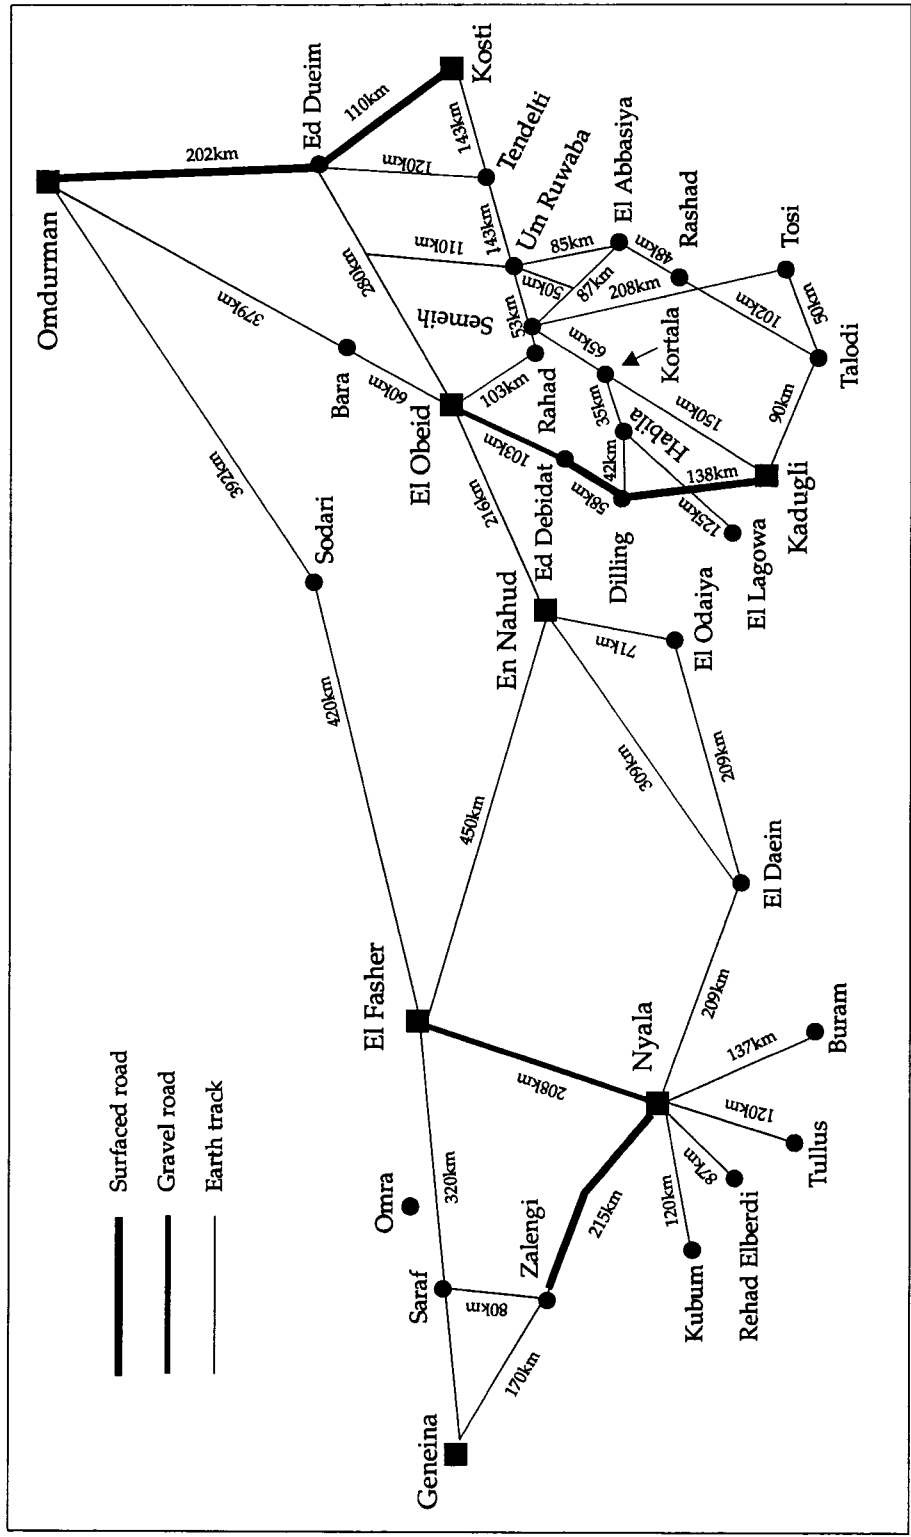 Surfaced road
Gravel road
Earth track
Omdurman
202km
Ed Dueim
110km
Kosti
143km
120km
Tendelti
143km
Um Ruwaba
110km
280km
379km
Bara
60km
El Obeid
103km
Rahad
53km
Semeih
50km
85km
87km
El Abbasiya
48km
Rashad
208km
Tosi
50km
102km
Talodi
90km
65km
Kortala
35km
150km
Habila
42km
138km
Kadugli
125km
El Lagowa
103km
Ed Debidat
58km
Dilling
216km
En Nahud
71km
El Odaiya
209km
309km
El Daein
392km
Sodari
420km
450km
El Fasher
208km
Nyala
209km
137km
Buram
120km
Tullus
87km
Rehad Elberdi
120km
Kubum
215km
Zalengi
320km
Omra
Saraf
80km
170km
Geneina